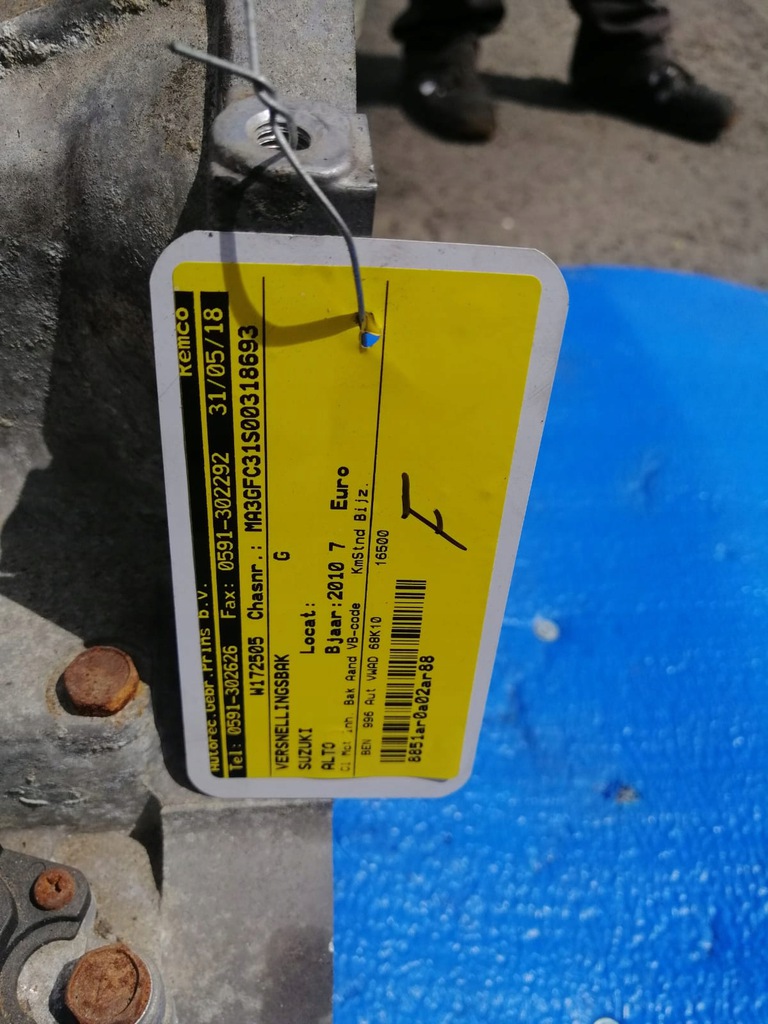 Remco
Autorec.Gebr.Prins b.v.
Tel: 0591-302626 Fax: 0591-302292 31/05/18
W172505 Chasnr.: MA3GFC31S00318693
VERSNELLINGSBAK G
SUZUKI Locat:
ALTO Bjaar:2010 7 Euro
Cl Mot inh Bak Aand VB-code KmStnd Bijz.
BEN 996 Aut VWAD 68K10 16500
F
8851ar0a02ar88